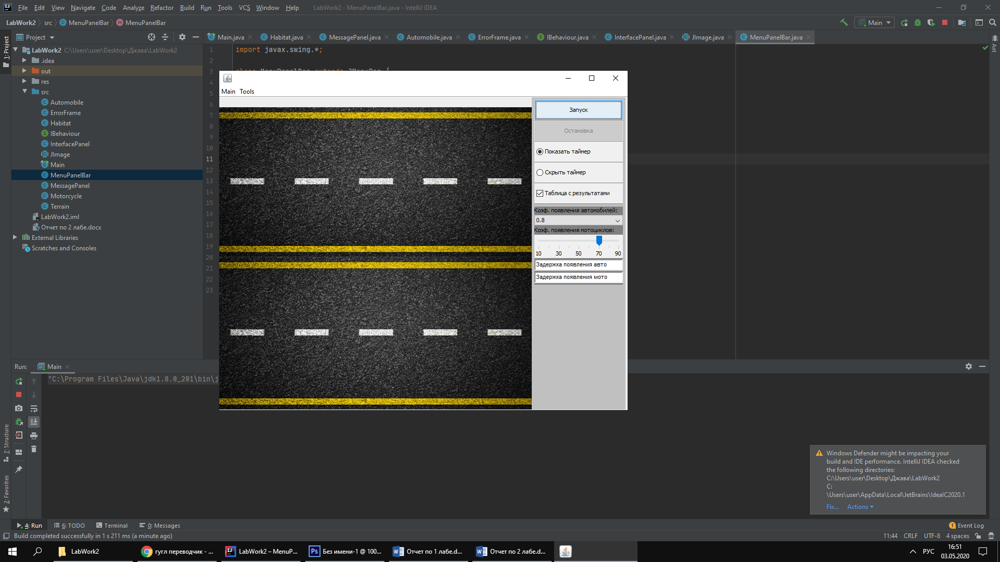 File Edit View Navigate Code Analyze Refactor Build Run Tools VCS Window Help LabWork2 - MenuPanelBar.java - IntelliJ IDEA
LabWork2 src MenuPanelBar MenuPanelBar Main
1: Project
Project
Main.java Habitat.java MessagePanel.java Automobile.java ErrorFrame.java IBehaviour.java InterfacePanel.java JImage.java MenuPanelBar.java
Ant
LabWork2 C:\Users\user\Desktop\Джава\LabWork2
.idea
out
res
src
Automobile
ErrorFrame
Habitat
IBehaviour
InterfacePanel
JImage
Main
MenuPanelBar
MessagePanel
Motorcycle
Terrain
LabWork2.iml
Отчет по 2 лабе.docx
External Libraries
Scratches and Consoles
1 import javax.swing.*;
2
3
4
5
6
7
8
9
10
11
12
13
14
15
16
17
18
19
20
21
22
23
Main Tools
Запуск
Остановка
Показать таймер
Скрыть таймер
Таблица с результатами
Коэф. появления автомобилей:
0.8
Коэф. появления мотоциклов:
10 30 50 70 90
Задержка появления авто
Задержка появления мото
Run: Main
"C:\Program Files\Java\jdk1.8.0_201\bin\j
7: Structure
2: Favorites
Windows Defender might be impacting your
build and IDE performance. IntelliJ IDEA checked
the following directories:
C:\Users\user\Desktop\Джава\LabWork2
C:
\Users\user\AppData\Local\JetBrains\IdeaIC2020.1
Fix... Actions
4: Run 6: TODO Terminal 0: Messages 1 Event Log
Build completed successfully in 1 s 211 ms (a minute ago) 11:44 CRLF UTF-8 4 spaces
LabWork2 гугл переводчик - ... LabWork2 – MenuP... Ps Без имени-1 @ 100... Отчет по 1 лабе.d... Отчет по 2 лабе.d... РУС 16:51
03.05.2020